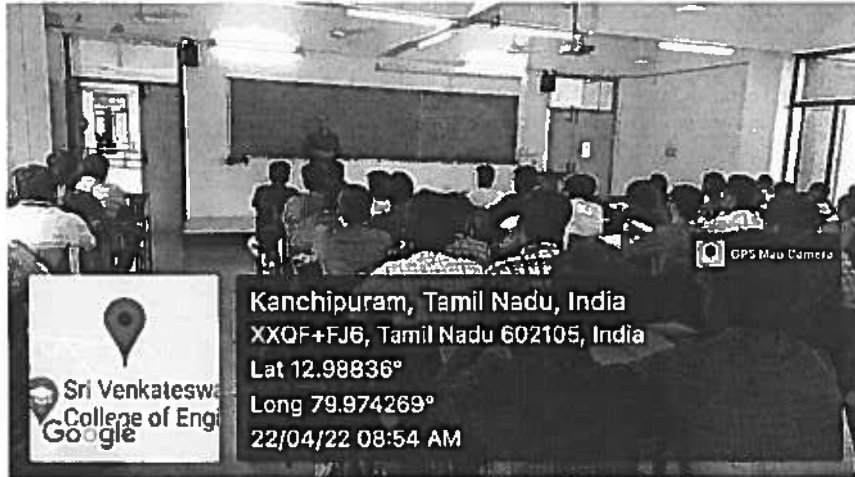 GPS Map Camera
Kanchipuram, Tamil Nadu, India
XXQF+FJ6, Tamil Nadu 602105, India
Lat 12.98836°
Long 79.974269°
22/04/22 08:54 AM
Sri Venkateswa
College of Engi
Google